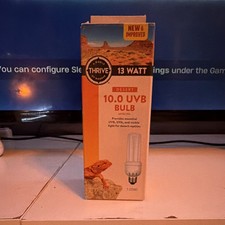 NEW &
IMPROVED
THRIVE
13 WATT
You can configure Sle
ings under the Gam
DESERT
10.0 UVB
BULB